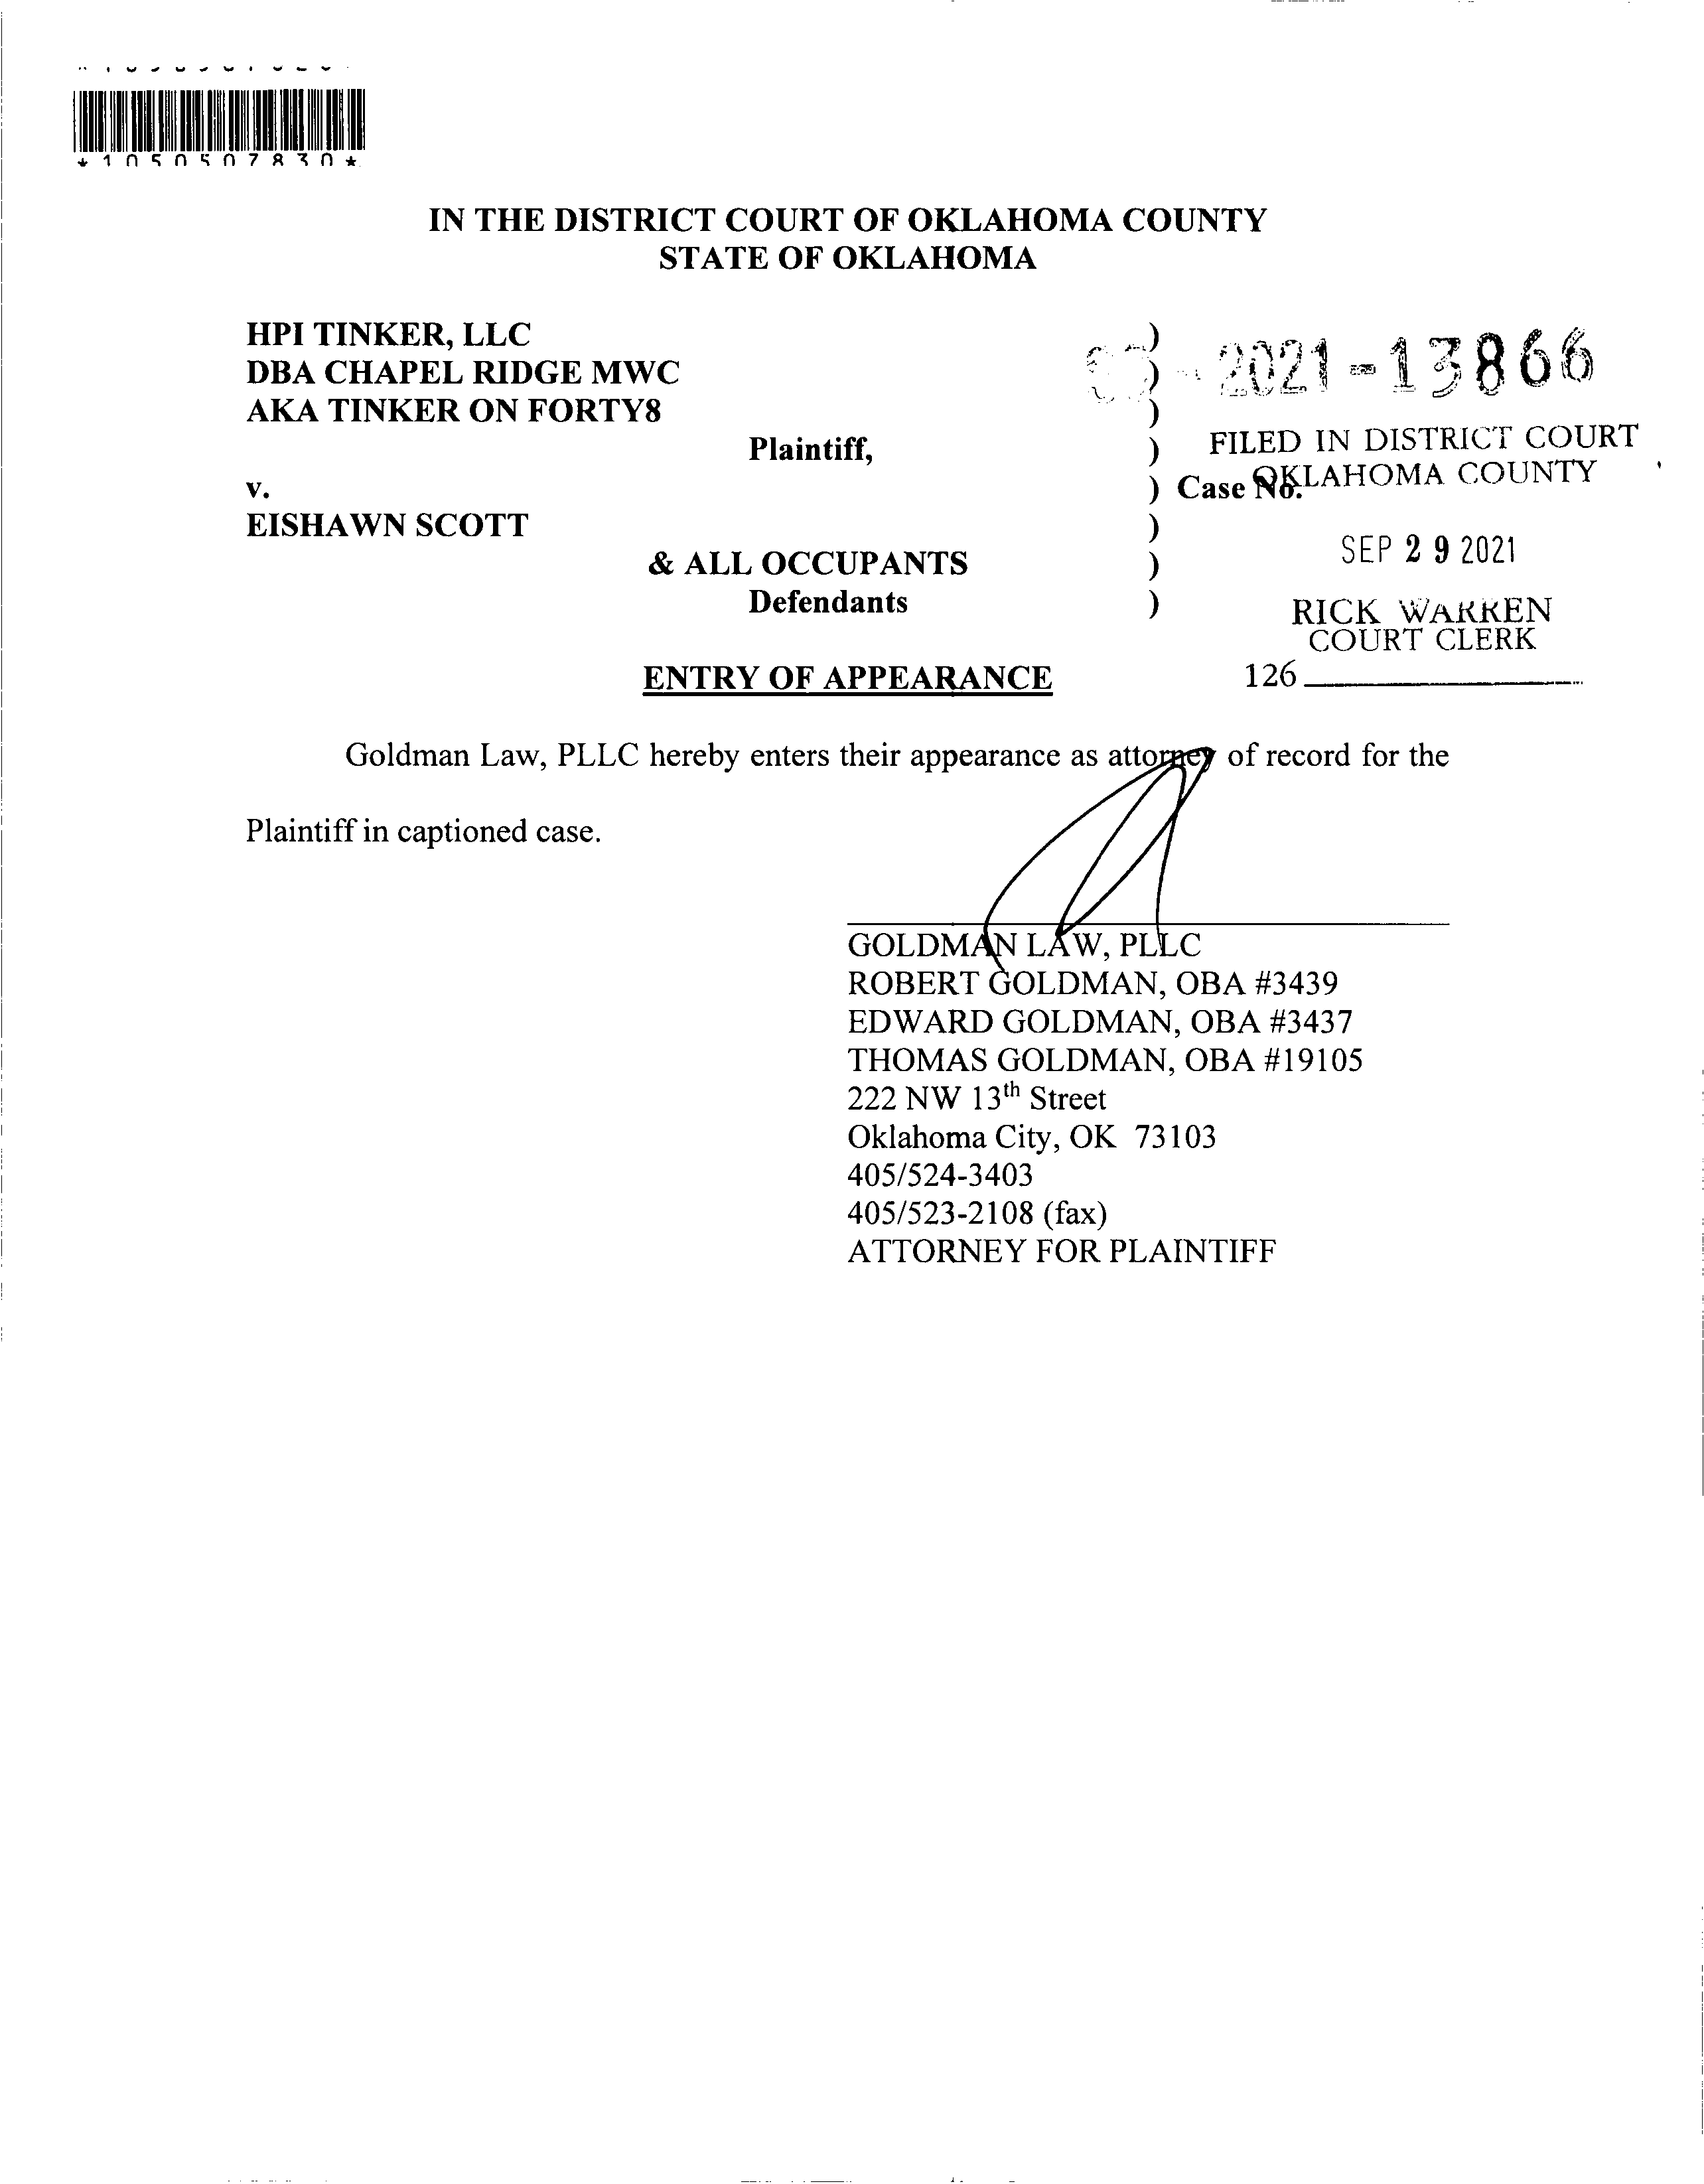 *1050507830*
IN THE DISTRICT COURT OF OKLAHOMA COUNTY
STATE OF OKLAHOMA
HPI TINKER, LLC
DBA CHAPEL RIDGE MWC
AKA TINKER ON FORTY8
Plaintiff,
v.
EISHAWN SCOTT
& ALL OCCUPANTS
Defendants
)
)
)
)
)
)
)
)
- 2021-13866
FILED IN DISTRICT COURT
OKLAHOMA COUNTY
Case No.
SEP 29 2021
RICK WARREN
COURT CLERK
126
ENTRY OF APPEARANCE
Goldman Law, PLLC hereby enters their appearance as attorney of record for the
Plaintiff in captioned case.
GOLDMAN LAW, PLLC
ROBERT GOLDMAN, OBA #3439
EDWARD GOLDMAN, OBA #3437
THOMAS GOLDMAN, OBA #19105
222 NW 13th Street
Oklahoma City, OK 73103
405/524-3403
405/523-2108 (fax)
ATTORNEY FOR PLAINTIFF